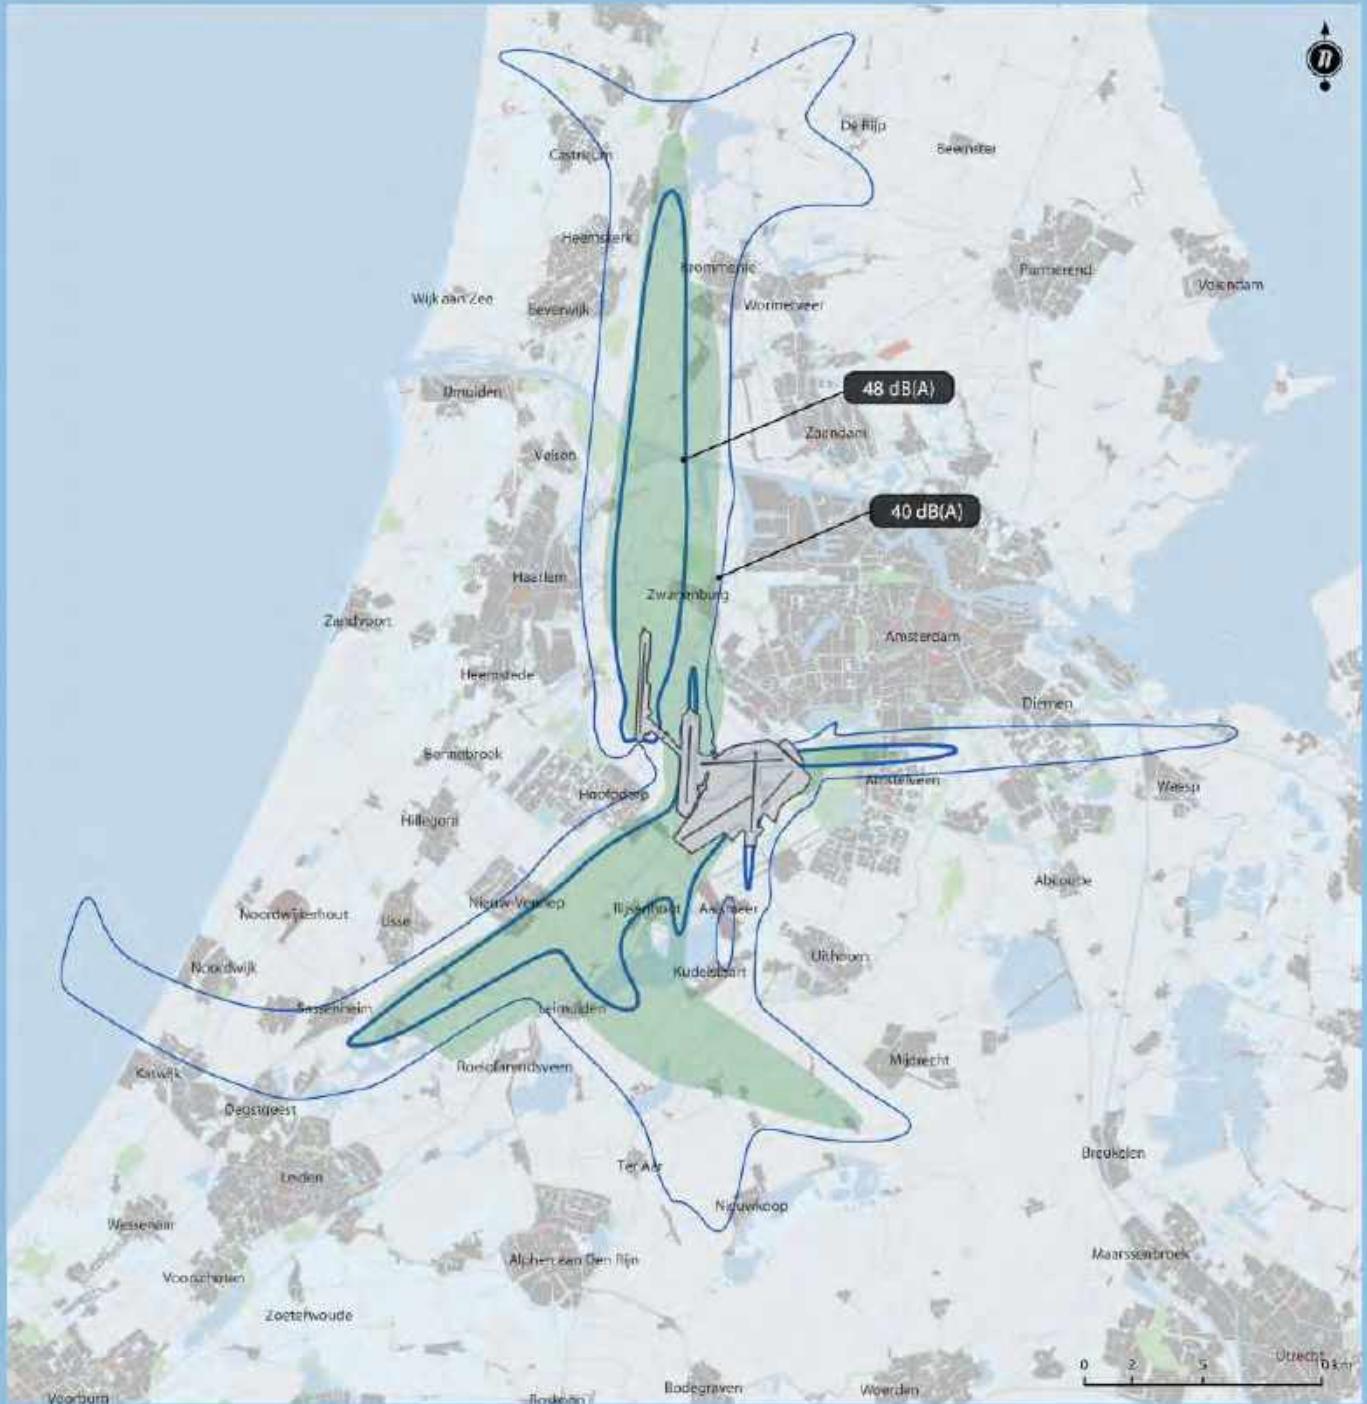 N
De Rijp
Castricum
Beemster
Heemskerk
Krommenie
Purmerend
Volendam
Wijk aan Zee
Beverwijk
Wormerveer
IJmuiden
48 dB(A)
Zaandam
Velsen
40 dB(A)
Haarlem
Zwanenburg
Zandvoort
Amsterdam
Heemstede
Diemen
Bennebroek
Amstelveen
Weesp
Hoofddorp
Hillegom
Abcoude
Nieuw-Vennep
Rijsenhout
Aalsmeer
Noordwijkerhout
Lisse
Uithoorn
Noordwijk
Kudelstaart
Sassenheim
Leimuiden
Mijdrecht
Roelofarendsveen
Katwijk
Oegstgeest
Breukelen
Ter Aar
Leiden
Nieuwkoop
Wassenaar
Maarssenbroek
Alphen aan Den Rijn
Voorschoten
Zoeterwoude
Utrecht
0 2 5 10 km
Bodegraven
Woerden
Voorburg
Boskoop